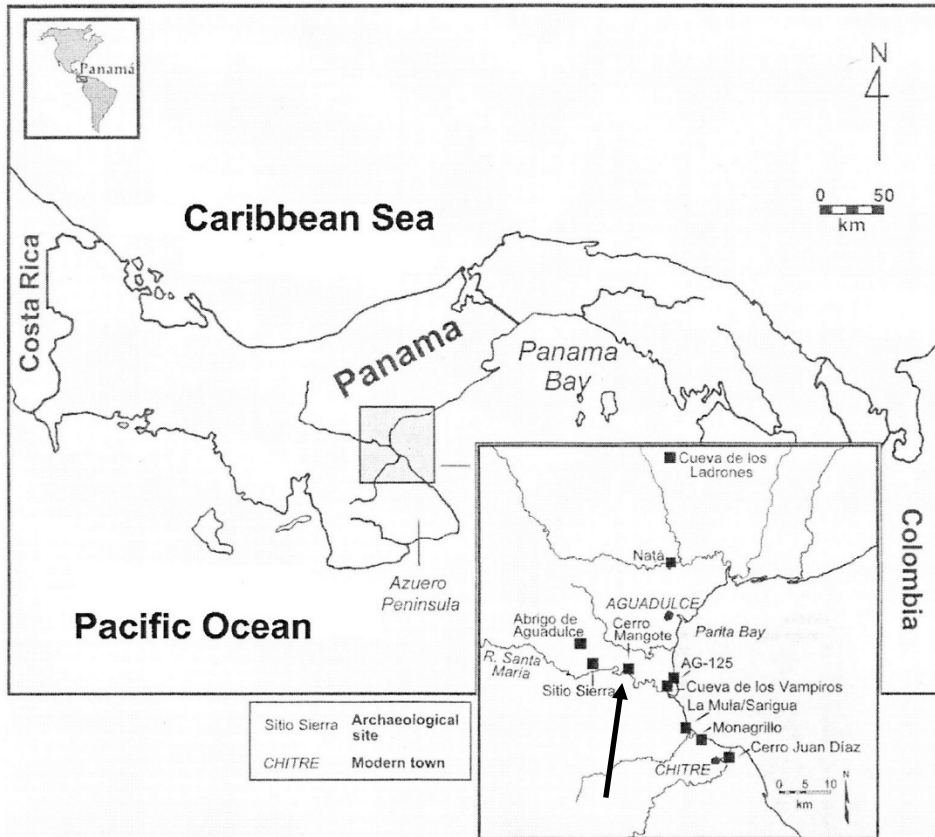 Panamá
N
0 50
km
Caribbean Sea
Costa Rica
Panama
Panama
Bay
Azuero
Peninsula
Pacific Ocean
Colombia
Cueva de los
Ladrones
Natá
AGUADULCE
Cerro
Mangote
Parita Bay
Abrigo de
Aguadulce
R. Santa
María
Sitio Sierra
AG-125
Cueva de los Vampiros
La Mula/Sarigua
Monagrillo
Cerro Juan Díaz
CHITRE
0 5 10
km
N
Sitio Sierra Archaeological
site
CHITRE Modern town